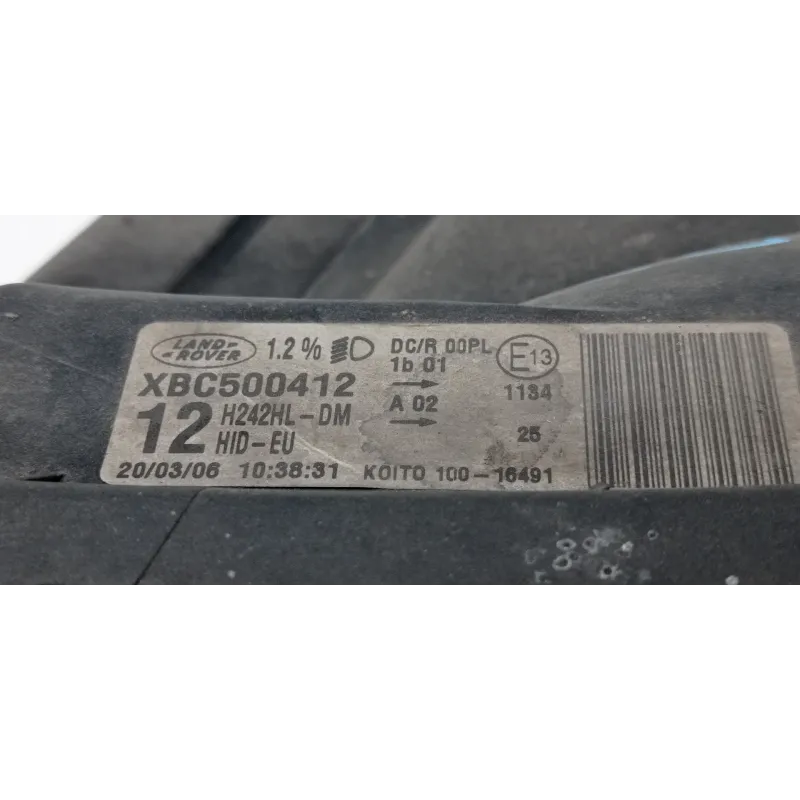 LAND ROVER 1.2% DC/R 00PL E13
1b 01
XBC500412 A 02 1134
12 H242HL-DM 25
HID-EU
20/03/06 10:38:31 KOITO 100-16491